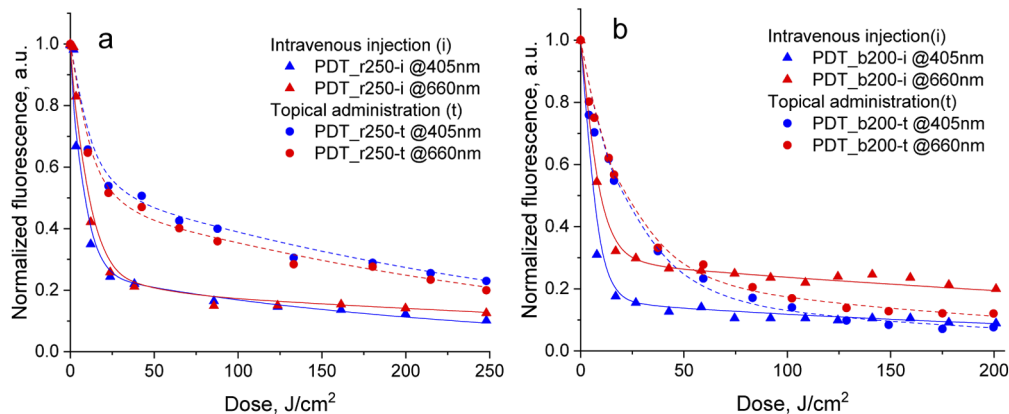 a
Intravenous injection (i)
PDT_r250-i @405nm
PDT_r250-i @660nm
Topical administration (t)
PDT_r250-t @405nm
PDT_r250-t @660nm
Normalized fluorescence, a.u.
1.0
0.8
0.6
0.4
0.2
0.0
0 50 100 150 200 250
Dose, J/cm²
b
Intravenous injection(i)
PDT_b200-i @405nm
PDT_b200-i @660nm
Topical administration(t)
PDT_b200-t @405nm
PDT_b200-t @660nm
Normalized fluorescence, a.u.
1.0
0.8
0.6
0.4
0.2
0.0
0 50 100 150 200
Dose, J/cm²